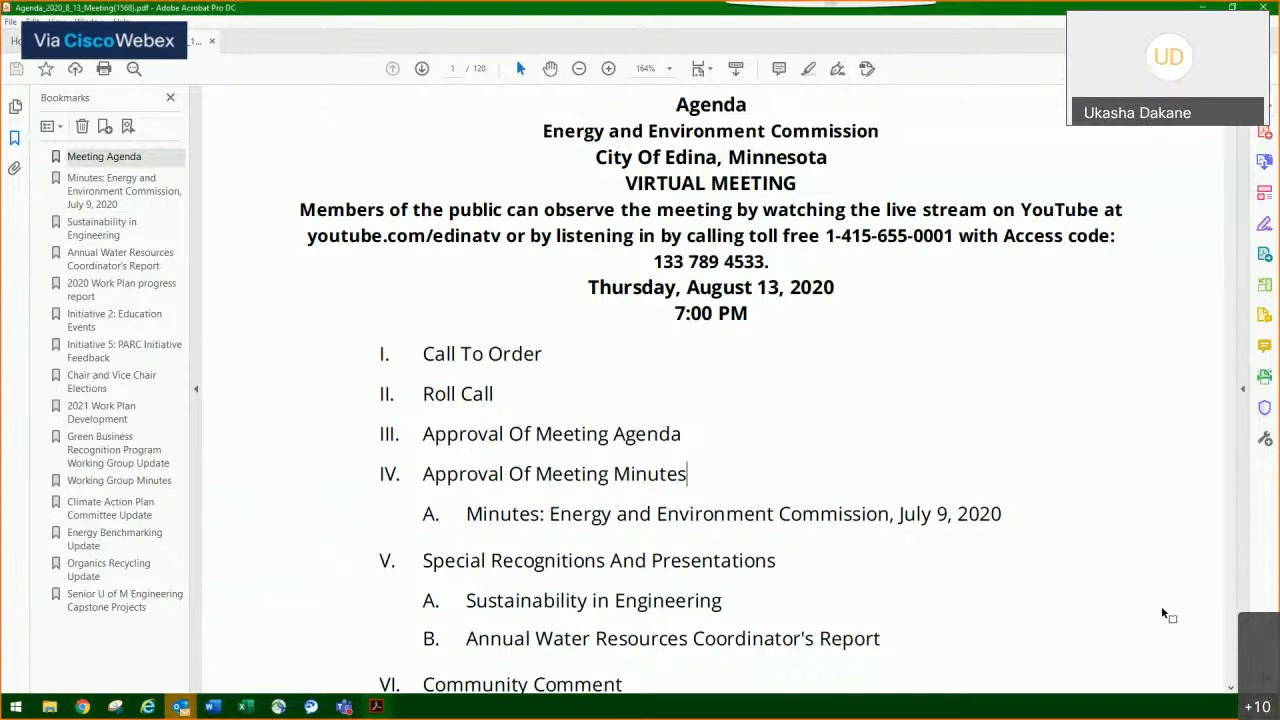 Agenda_2020_8_13_Meeting(1568).pdf - Adobe Acrobat Pro DC
File Edit View Window Help
Via CiscoWebex
1 / 120
164%
UD
Ukasha Dakane
Bookmarks
Meeting Agenda
Minutes: Energy and
Environment Commission,
July 9, 2020
Sustainability in
Engineering
Annual Water Resources
Coordinator's Report
2020 Work Plan progress
report
Initiative 2: Education
Events
Initiative 5: PARC Initiative
Feedback
Chair and Vice Chair
Elections
2021 Work Plan
Development
Green Business
Recognition Program
Working Group Update
Working Group Minutes
Climate Action Plan
Committee Update
Energy Benchmarking
Update
Organics Recycling
Update
Senior U of M Engineering
Capstone Projects
Agenda
Energy and Environment Commission
City Of Edina, Minnesota
VIRTUAL MEETING
Members of the public can observe the meeting by watching the live stream on YouTube at
youtube.com/edinatv or by listening in by calling toll free 1-415-655-0001 with Access code:
133 789 4533.
Thursday, August 13, 2020
7:00 PM
I. Call To Order
II. Roll Call
III. Approval Of Meeting Agenda
IV. Approval Of Meeting Minutes
A. Minutes: Energy and Environment Commission, July 9, 2020
V. Special Recognitions And Presentations
A. Sustainability in Engineering
B. Annual Water Resources Coordinator's Report
VI. Community Comment
+10